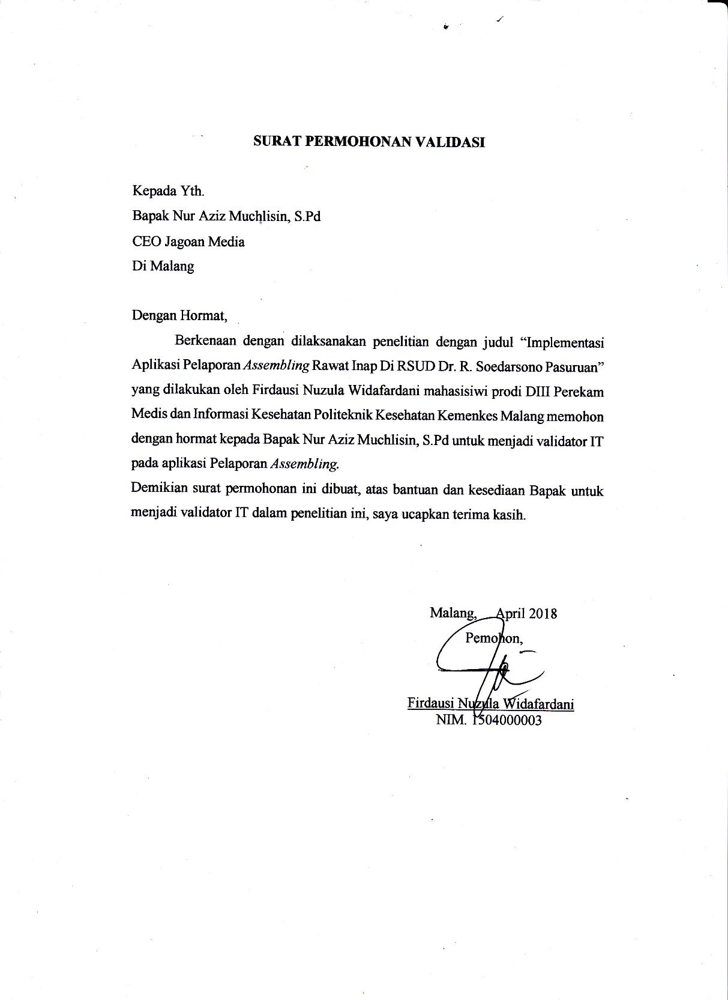 SURAT PERMOHONAN VALIDASI
Kepada Yth.
Bapak Nur Aziz Muchlisin, S.Pd
CEO Jagoan Media
Di Malang
Dengan Hormat,
Berkenaan dengan dilaksanakan penelitian dengan judul “Implementasi
Aplikasi Pelaporan Assembling Rawat Inap Di RSUD Dr. R. Soedarsono Pasuruan”
yang dilakukan oleh Firdausi Nuzula Widafardani mahasisiwi prodi DIII Perekam
Medis dan Informasi Kesehatan Politeknik Kesehatan Kemenkes Malang memohon
dengan hormat kepada Bapak Nur Aziz Muchlisin, S.Pd untuk menjadi validator IT
pada aplikasi Pelaporan Assembling.
Demikian surat permohonan ini dibuat, atas bantuan dan kesediaan Bapak untuk
menjadi validator IT dalam penelitian ini, saya ucapkan terima kasih.
Malang, April 2018
Pemohon,
Firdausi Nuzula Widafardani
NIM. 1504000003